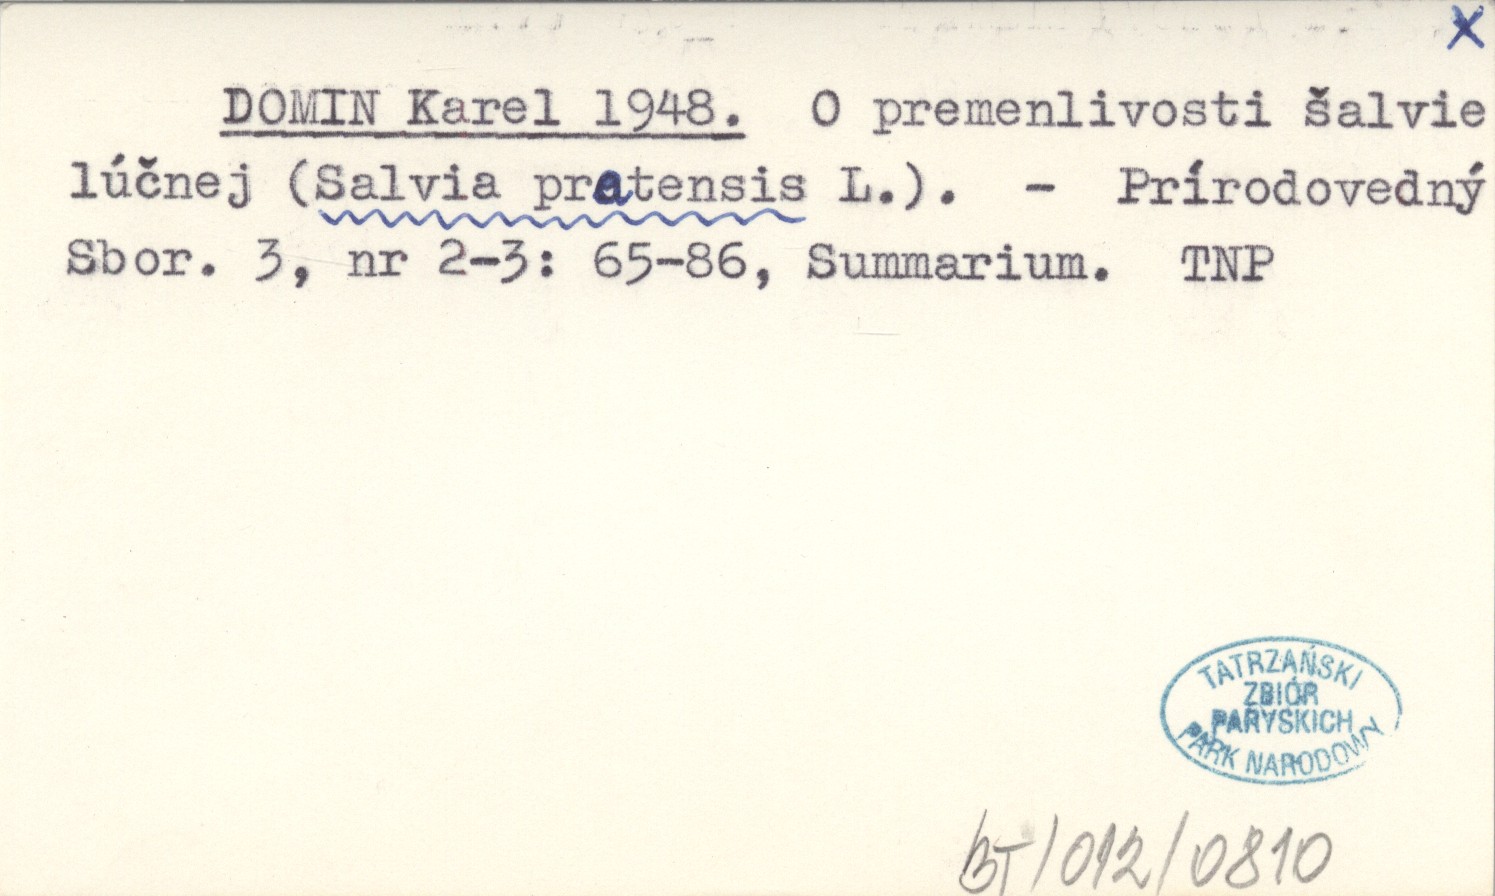 X
DOMIN Karel 1948. O premenlivosti šalvie
lúčnej (Salvia pratensis L.). - Prírodovedný
Sbor. 3, nr 2-3: 65-86, Summarium. TNP
TATRZAŃSKI
ZBIÓR
PARYSKICH
PARK NARODOWY
BT/012/0810